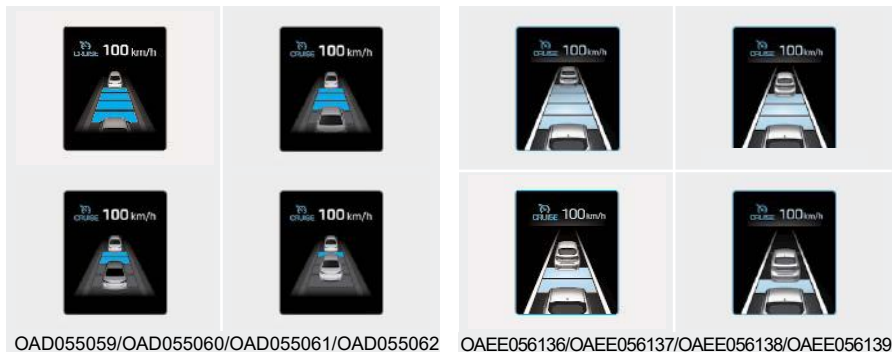 CRUISE 100 km/h
CRUISE 100 km/h
CRUISE 100 km/h
CRUISE 100 km/h
OAD055059/OAD055060/OAD055061/OAD055062
CRUISE 100km/h
CRUISE 100km/h
CRUISE 100km/h
CRUISE 100km/h
OAEE056136/OAEE056137/OAEE056138/OAEE056139